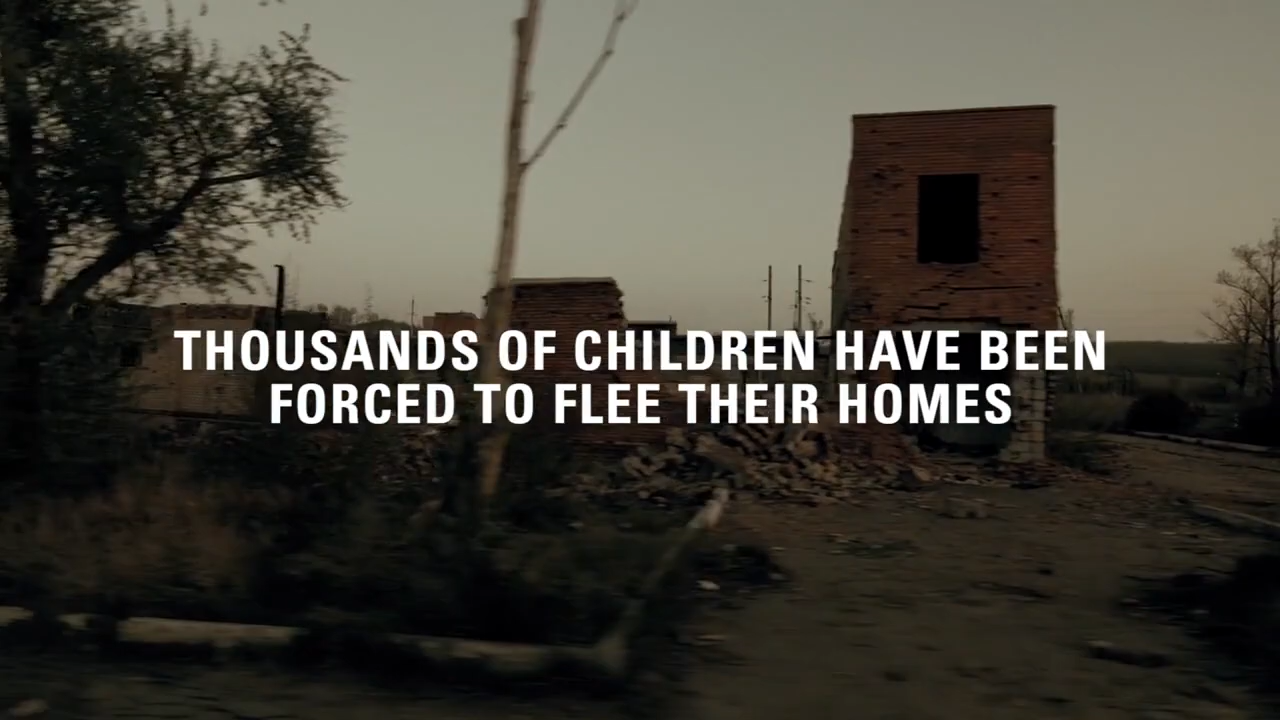 THOUSANDS OF CHILDREN HAVE BEEN
FORCED TO FLEE THEIR HOMES